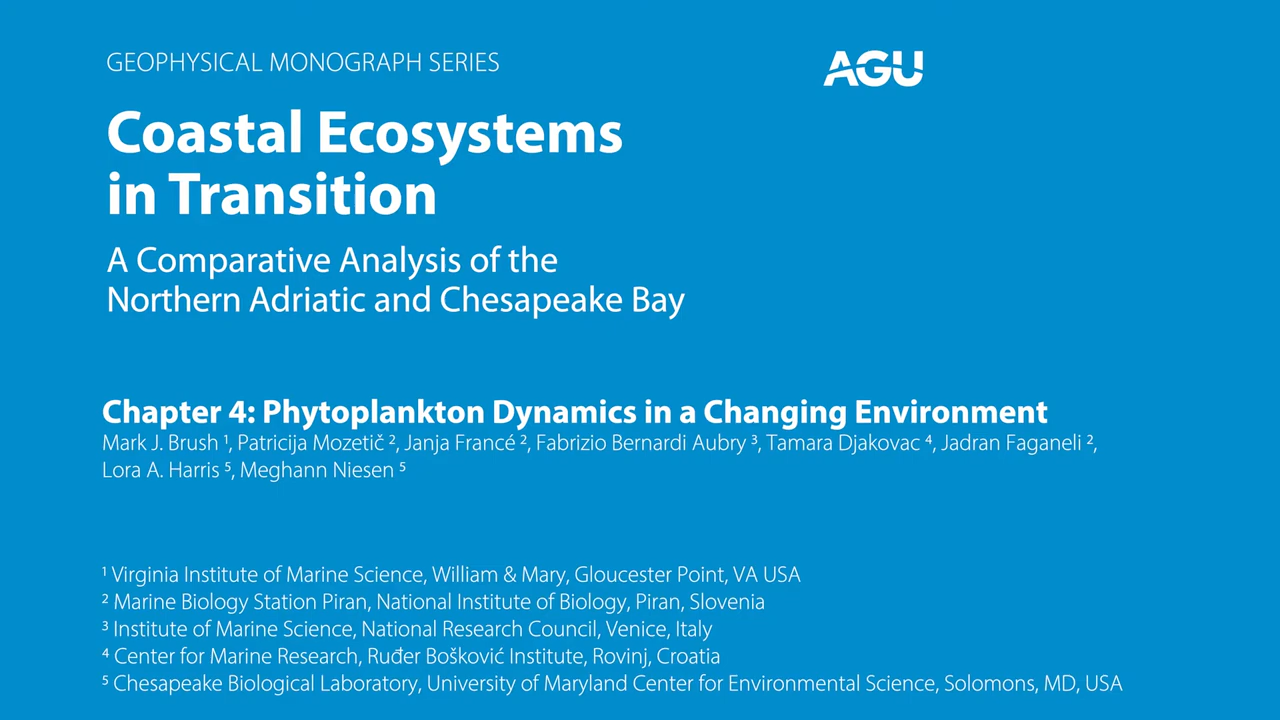 GEOPHYSICAL MONOGRAPH SERIES
AGU
Coastal Ecosystems
in Transition
A Comparative Analysis of the
Northern Adriatic and Chesapeake Bay
Chapter 4: Phytoplankton Dynamics in a Changing Environment
Mark J. Brush ¹, Patricija Mozetič ², Janja Francé ², Fabrizio Bernardi Aubry ³, Tamara Djakovac ⁴, Jadran Faganeli ²,
Lora A. Harris ⁵, Meghann Niesen ⁵
¹ Virginia Institute of Marine Science, William & Mary, Gloucester Point, VA USA
² Marine Biology Station Piran, National Institute of Biology, Piran, Slovenia
³ Institute of Marine Science, National Research Council, Venice, Italy
⁴ Center for Marine Research, Ruđer Bošković Institute, Rovinj, Croatia
⁵ Chesapeake Biological Laboratory, University of Maryland Center for Environmental Science, Solomons, MD, USA